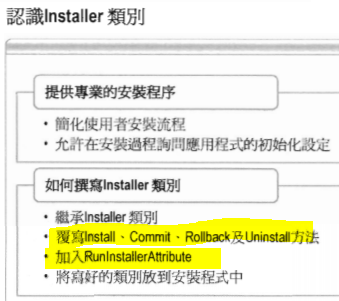 認識Installer 類別
提供專業的安裝程序
• 簡化使用者安裝流程
• 允許在安裝過程詢問應用程式的初始化設定
如何撰寫Installer 類別
• 繼承Installer 類別
• 覆寫Install、Commit、Rollback及Uninstall方法
• 加入RunInstallerAttribute
• 將寫好的類別放到安裝程式中